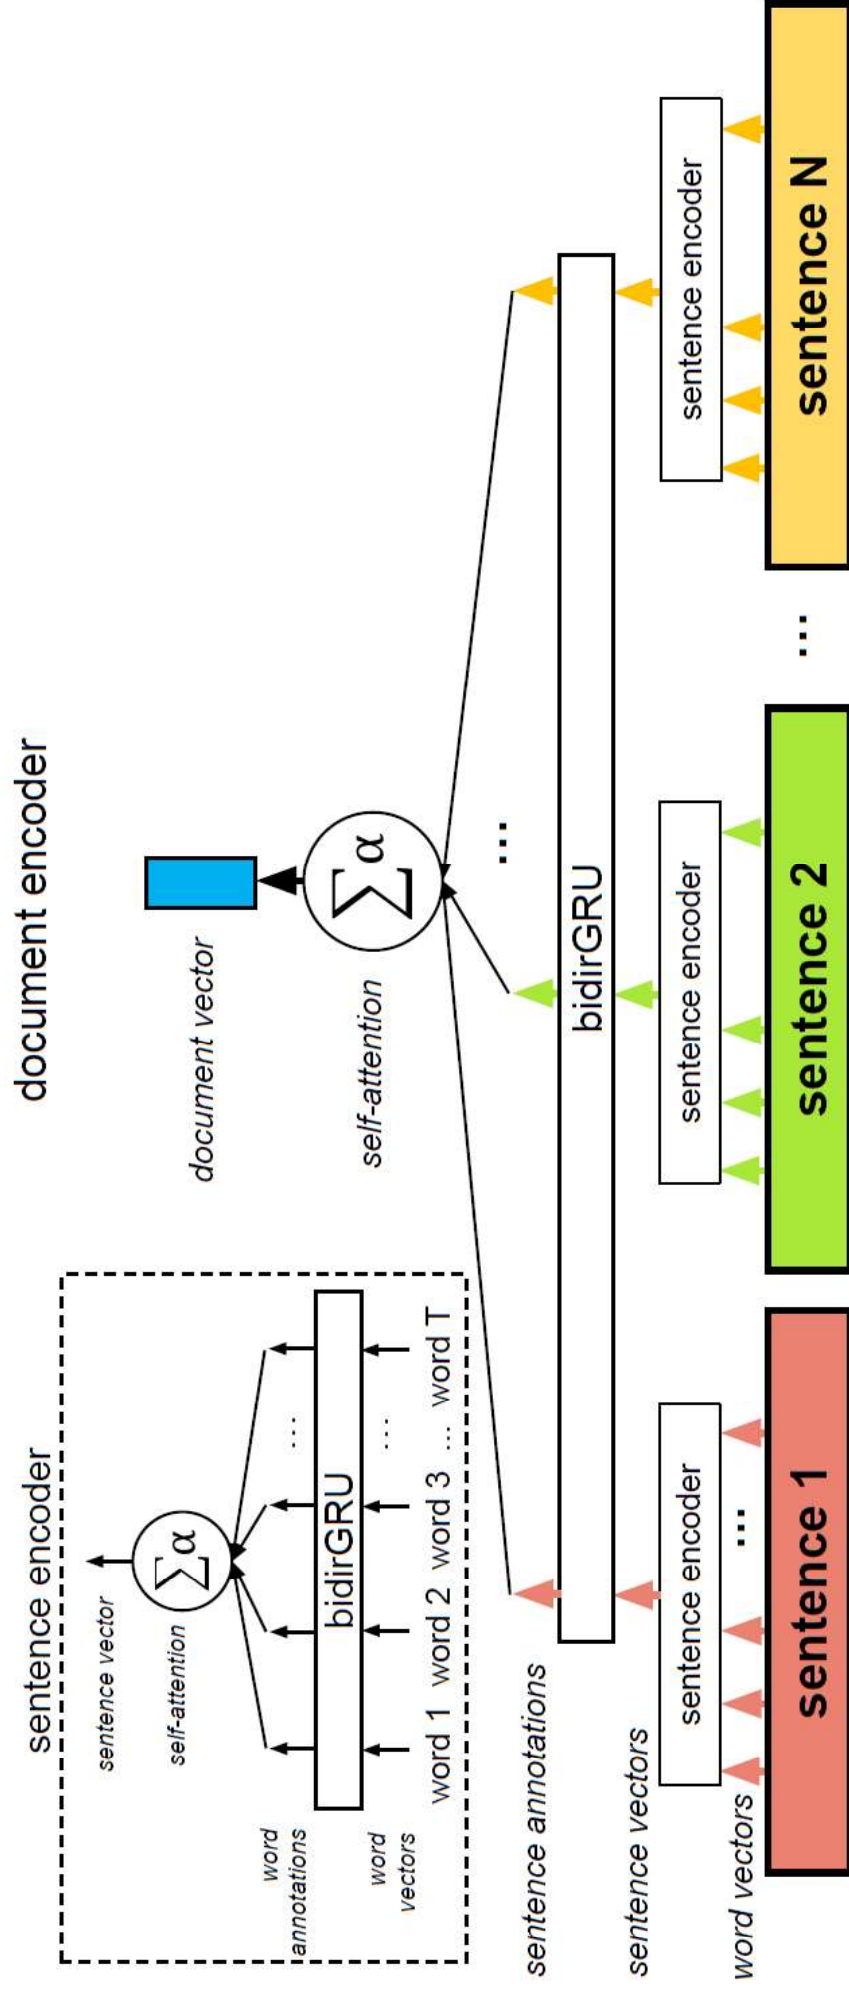 document encoder
sentence encoder
sentence vector
self-attention
Σα
word
annotations
...
bidirGRU
word
vectors
...
word 1 word 2 word 3 ... word T
document vector
self-attention
Σα
...
sentence annotations
bidirGRU
sentence vectors
sentence encoder
sentence encoder
sentence encoder
word vectors
...
sentence 1
sentence 2
...
sentence N